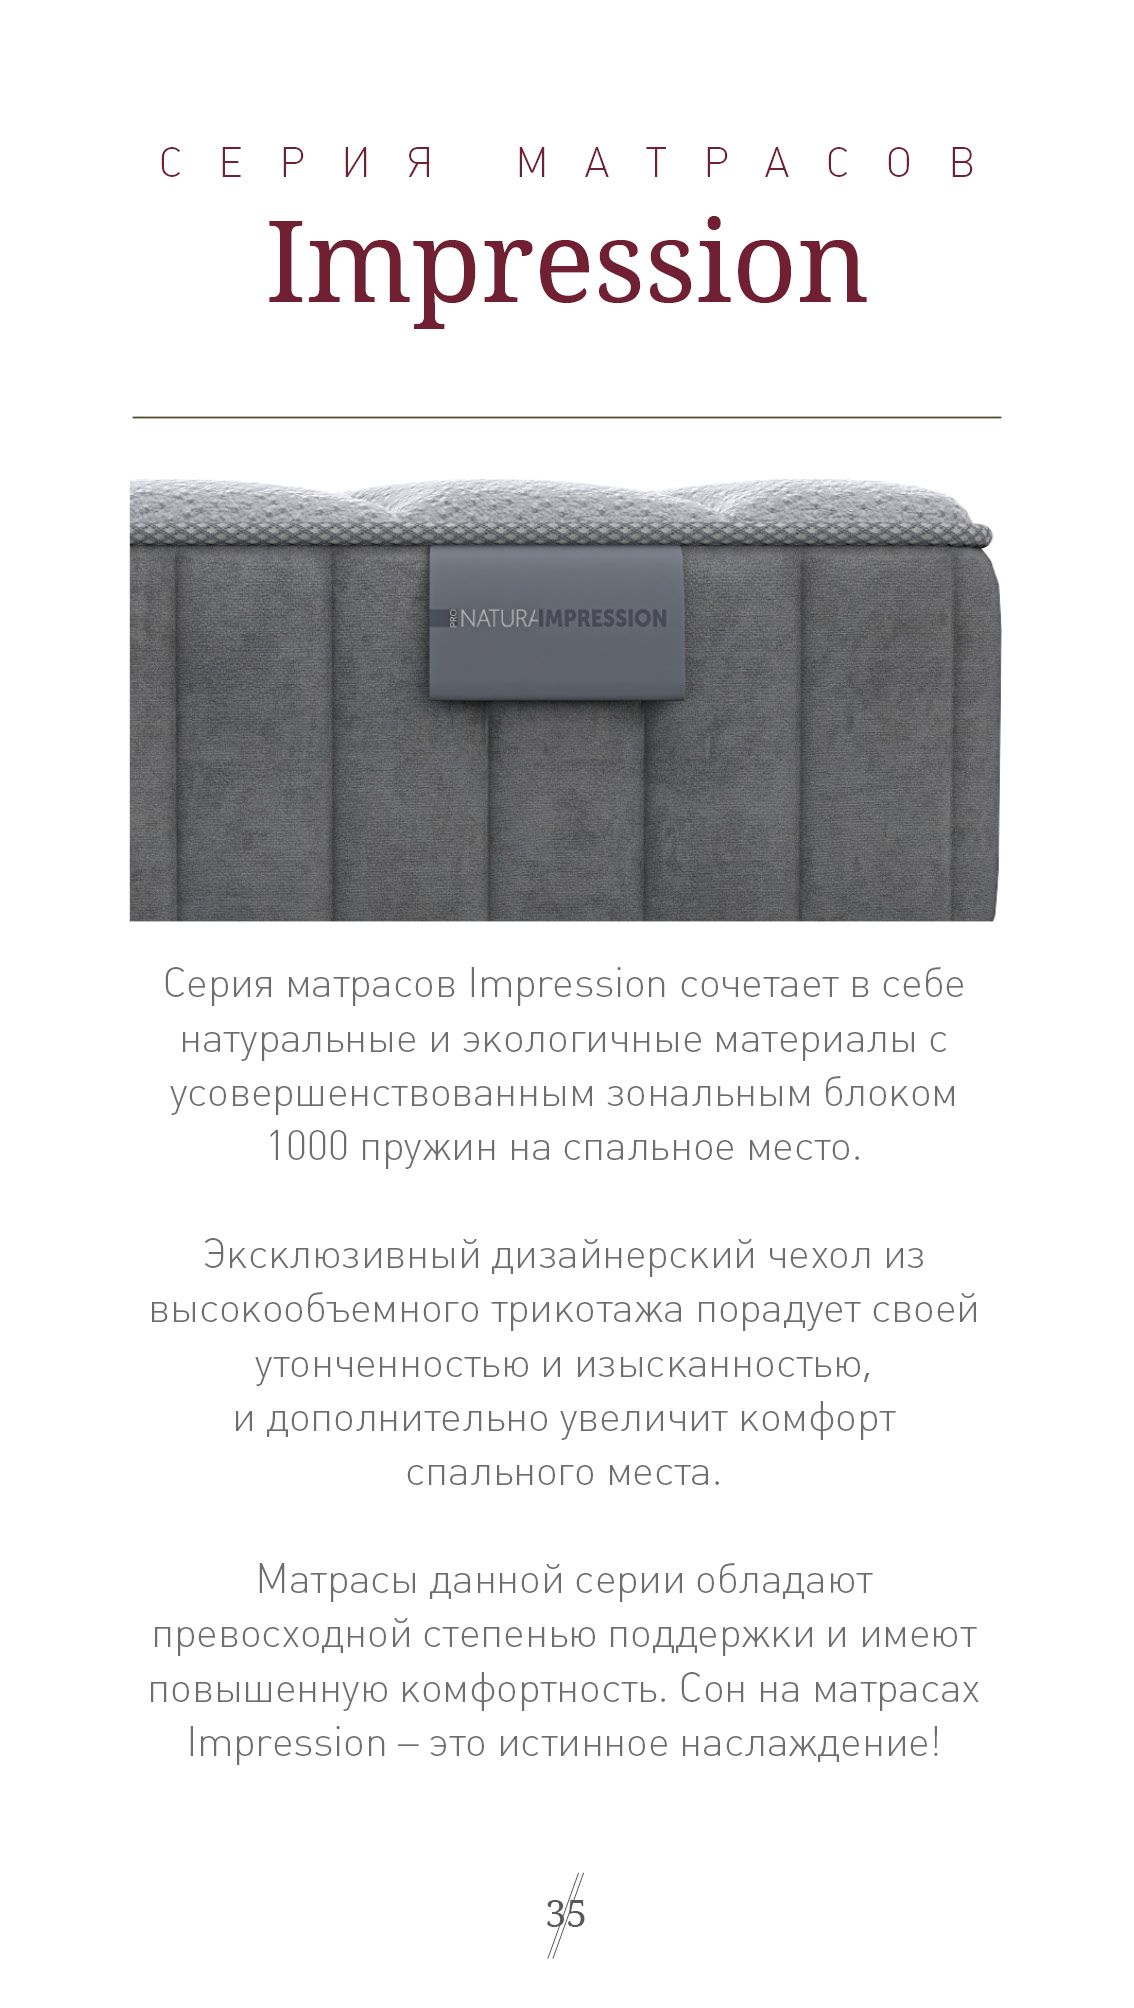 СЕРИЯ МАТРАСОВ
Impression
PRO NATURA IMPRESSION
Серия матрасов Impression сочетает в себе
натуральные и экологичные материалы с
усовершенствованным зональным блоком
1000 пружин на спальное место.
Эксклюзивный дизайнерский чехол из
высокообъемного трикотажа порадует своей
утонченностью и изысканностью,
и дополнительно увеличит комфорт
спального места.
Матрасы данной серии обладают
превосходной степенью поддержки и имеют
повышенную комфортность. Сон на матрасах
Impression – это истинное наслаждение!
35